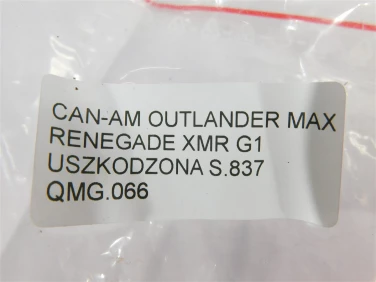 CAN-AM OUTLANDER MAX
RENEGADE XMR G1
USZKODZONA S.837
QMG.066